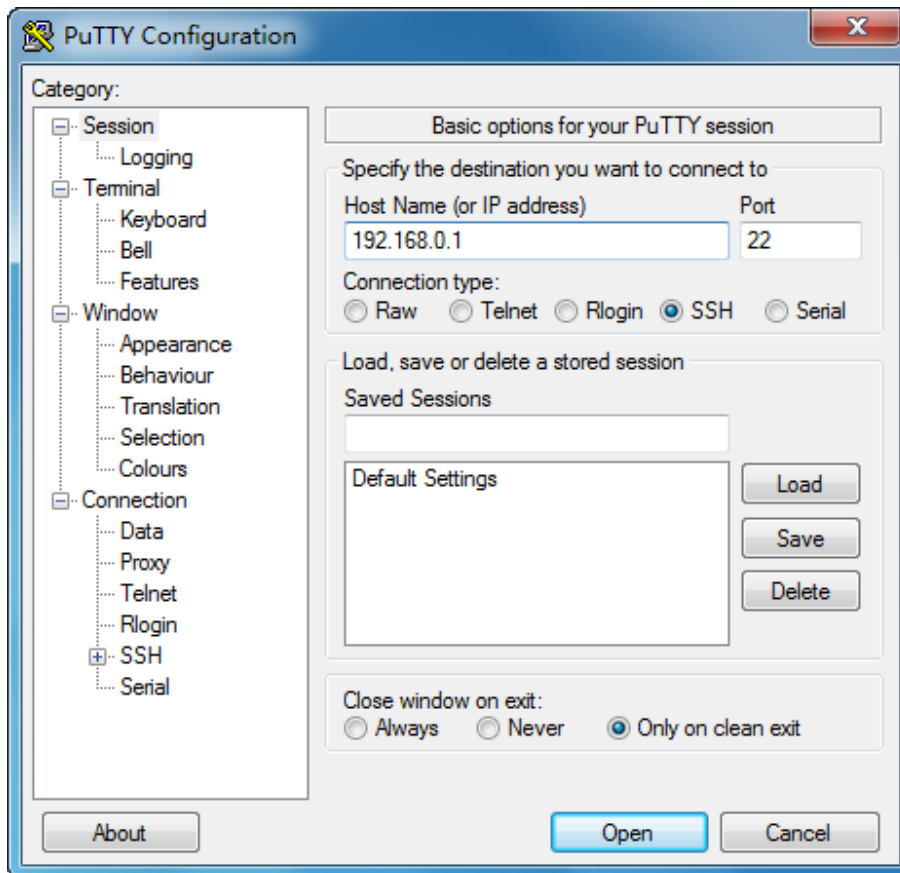 PuTTY Configuration
Category:
Session
Logging
Terminal
Keyboard
Bell
Features
Window
Appearance
Behaviour
Translation
Selection
Colours
Connection
Data
Proxy
Telnet
Rlogin
SSH
Serial
Basic options for your PuTTY session
Specify the destination you want to connect to
Host Name (or IP address) Port
192.168.0.1 22
Connection type:
Raw Telnet Rlogin SSH Serial
Load, save or delete a stored session
Saved Sessions
Default Settings
Load
Save
Delete
Close window on exit:
Always Never Only on clean exit
About Open Cancel